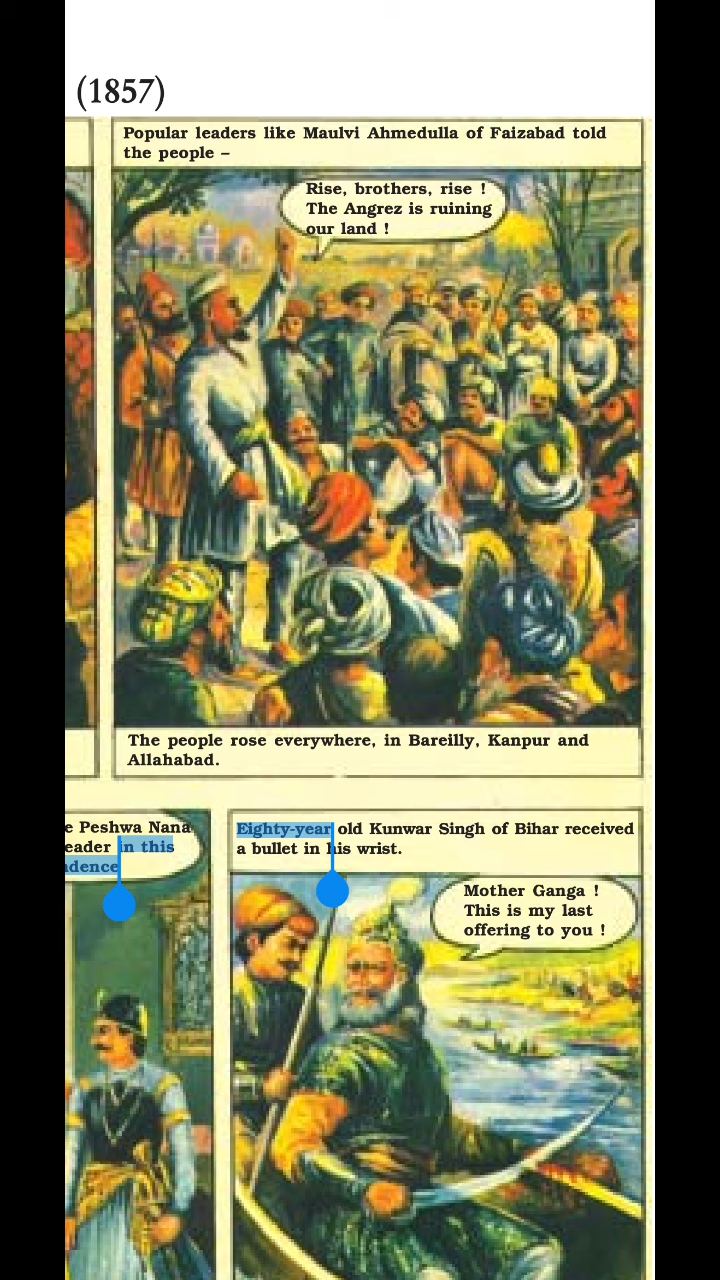 (1857)
Popular leaders like Maulvi Ahmedulla of Faizabad told
the people –
Rise, brothers, rise !
The Angrez is ruining
our land !
The people rose everywhere, in Bareilly, Kanpur and
Allahabad.
Peshwa Nana
in this
Eighty-year old Kunwar Singh of Bihar received
a bullet in his wrist.
Mother Ganga !
This is my last
offering to you !